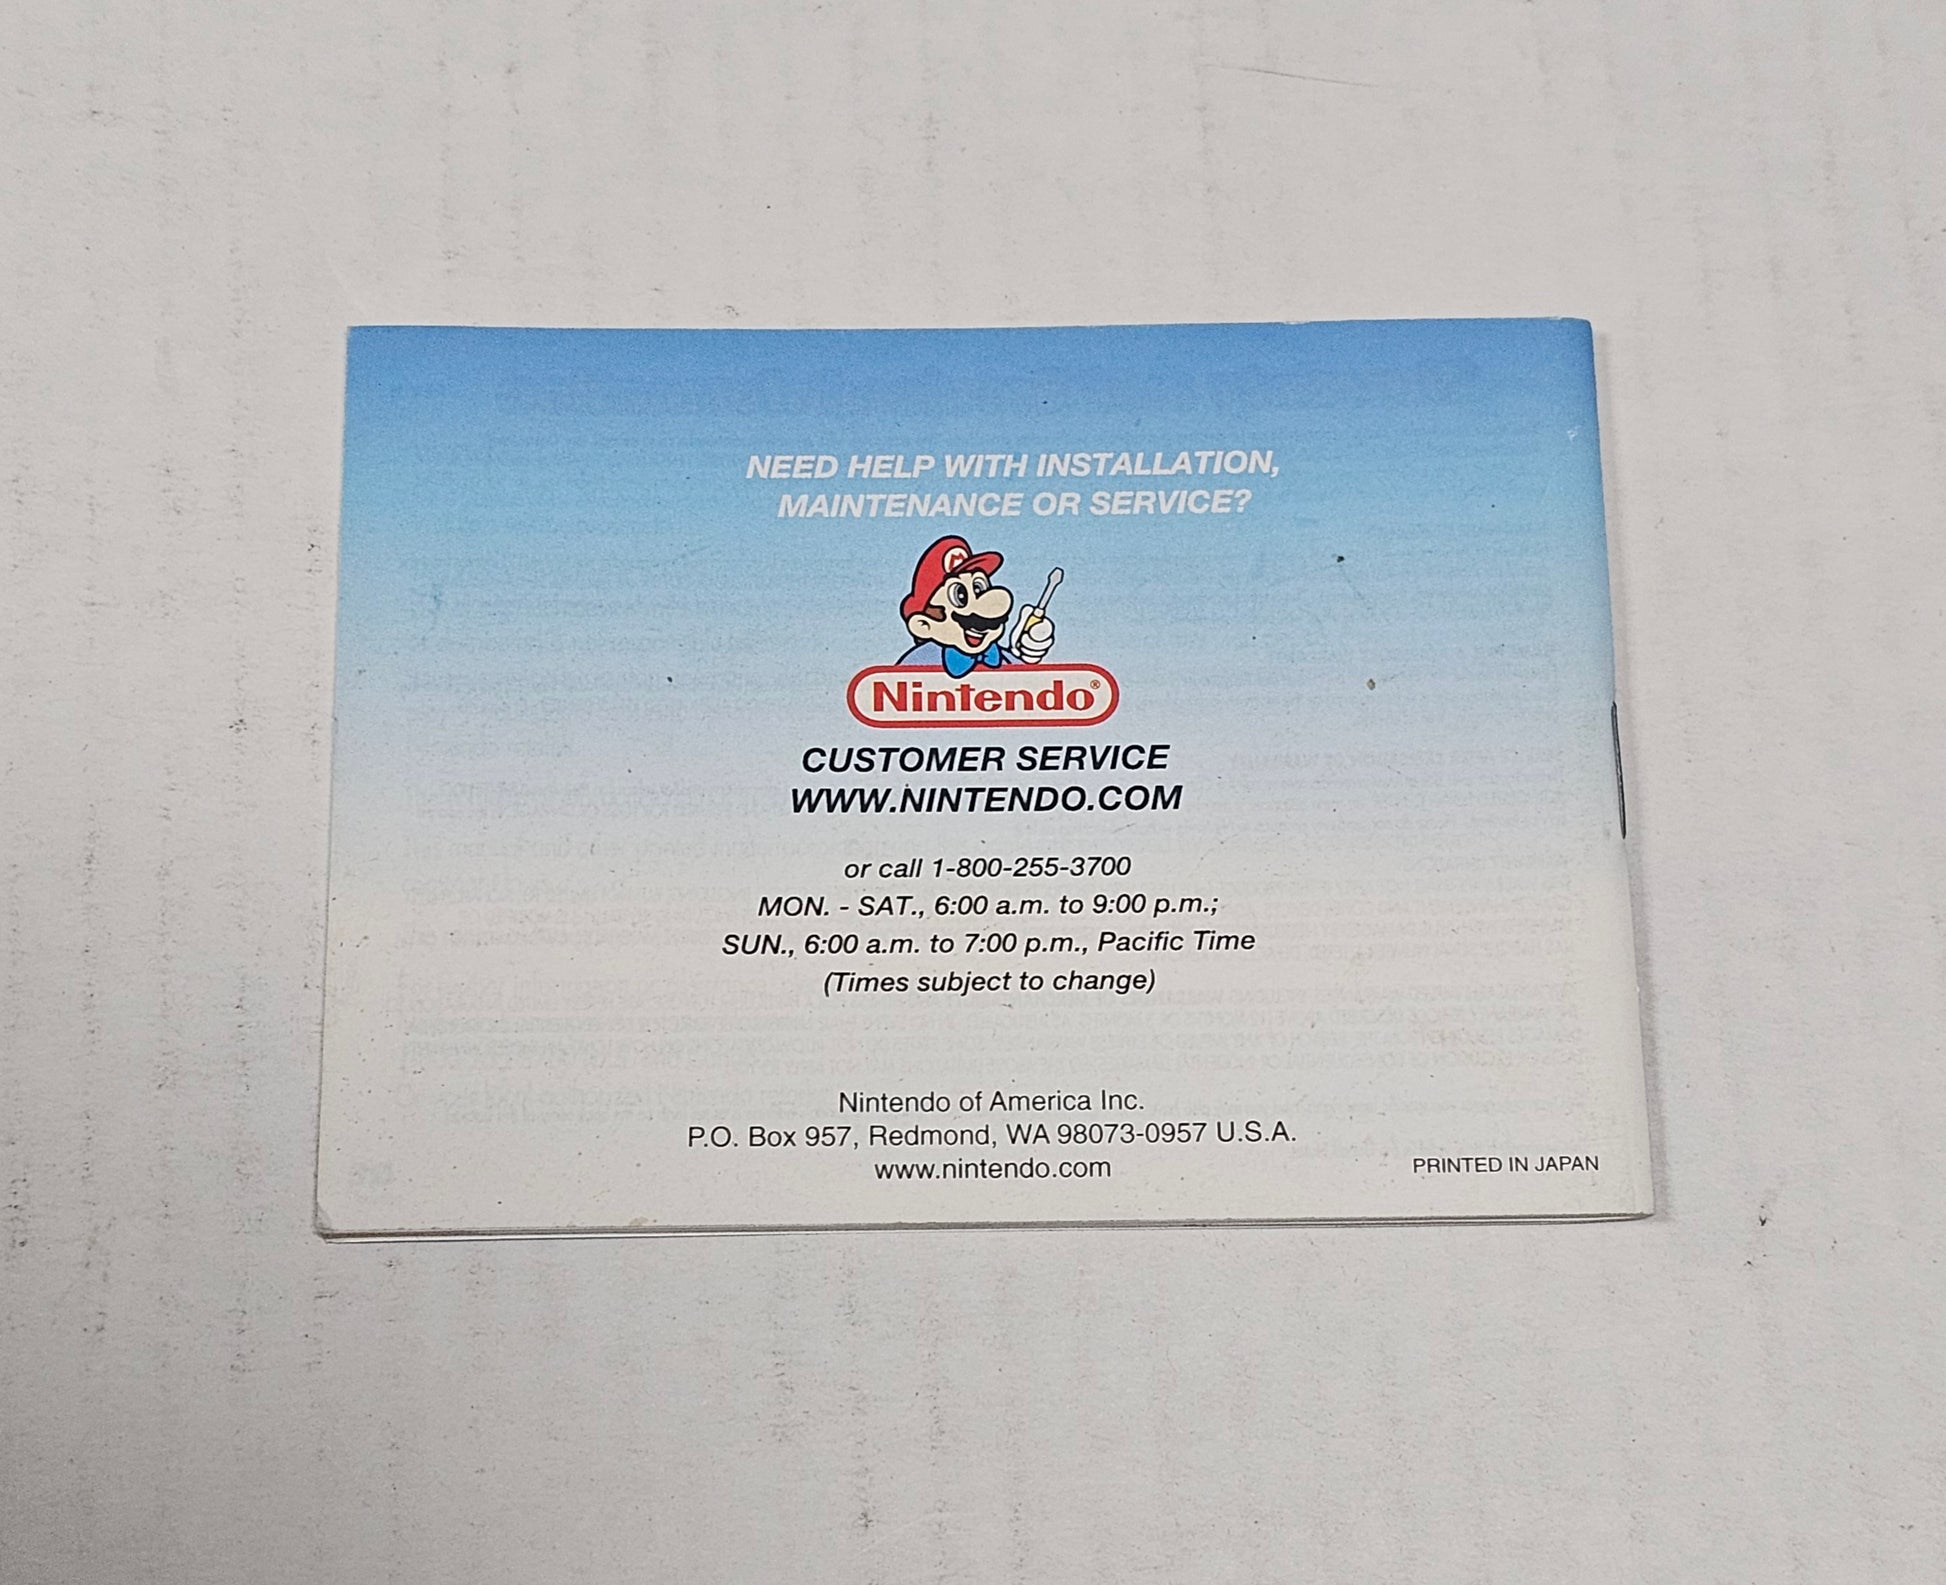 NEED HELP WITH INSTALLATION,
MAINTENANCE OR SERVICE?
M
Nintendo®
CUSTOMER SERVICE
WWW.NINTENDO.COM
or call 1-800-255-3700
MON. - SAT., 6:00 a.m. to 9:00 p.m.;
SUN., 6:00 a.m. to 7:00 p.m., Pacific Time
(Times subject to change)
Nintendo of America Inc.
P.O. Box 957, Redmond, WA 98073-0957 U.S.A.
www.nintendo.com
PRINTED IN JAPAN